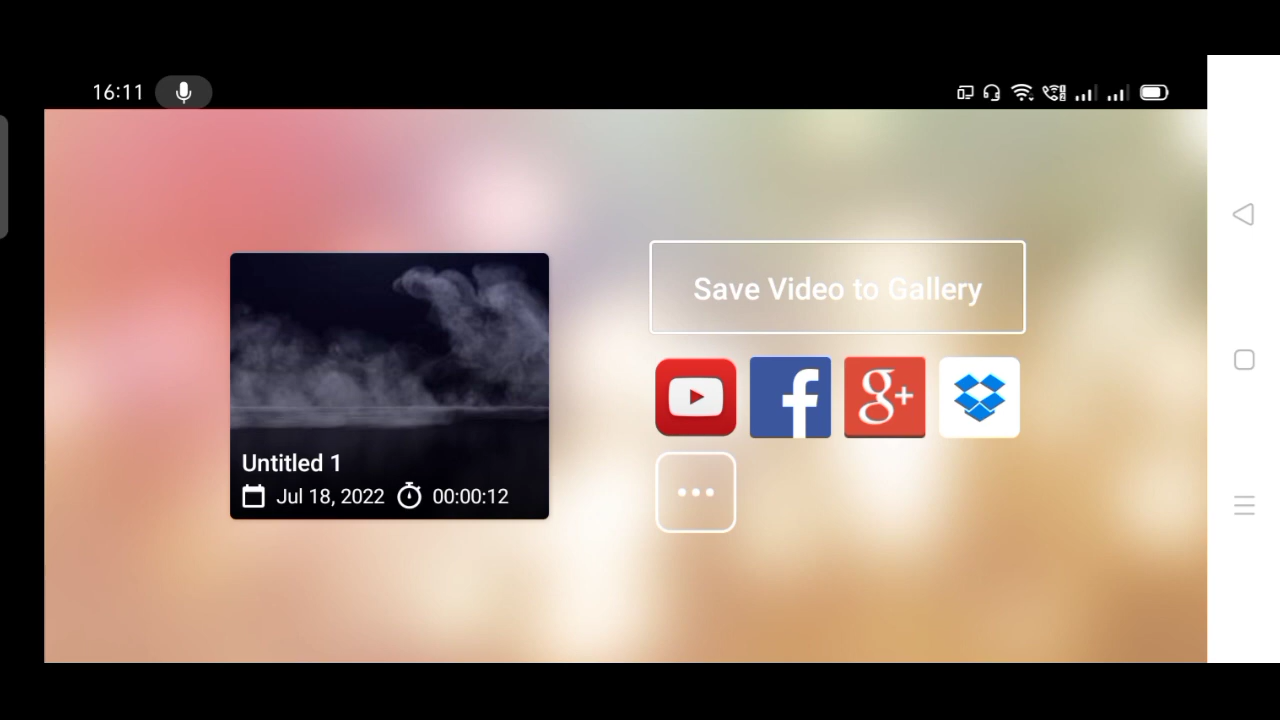 16:11
Save Video to Gallery
f
g+
Untitled 1
Jul 18, 2022 00:00:12